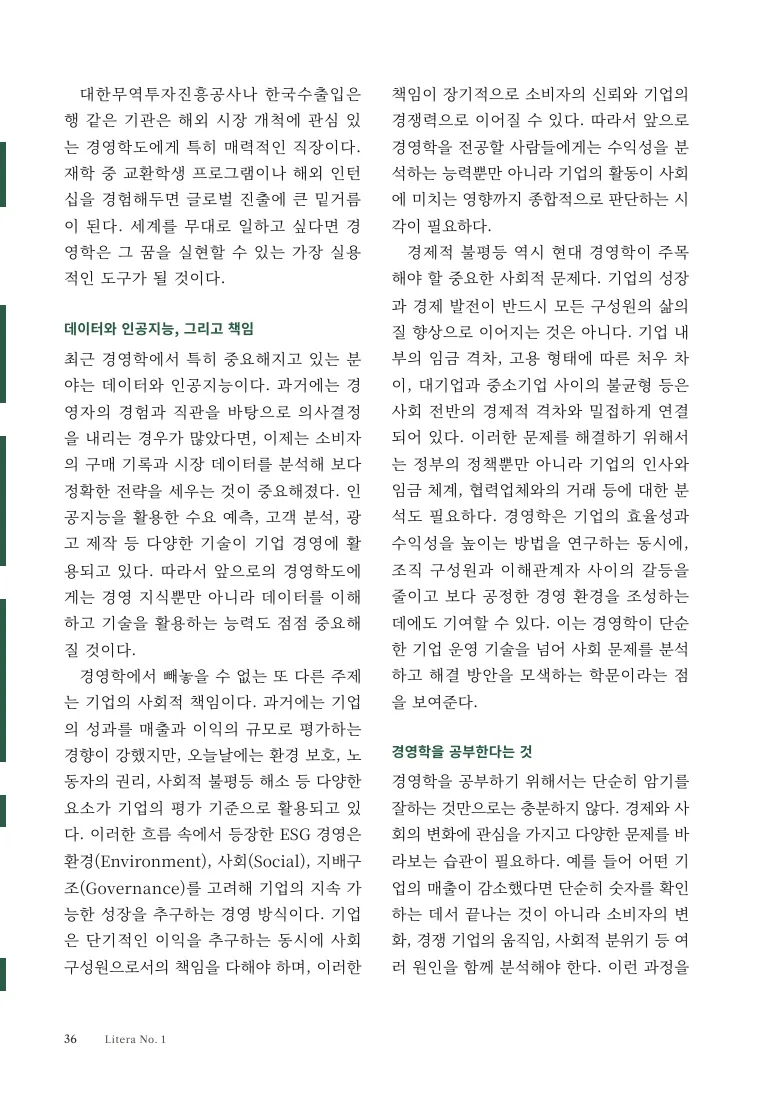 대한무역투자진흥공사나 한국수출입은
행 같은 기관은 해외 시장 개척에 관심 있
는 경영학도에게 특히 매력적인 직장이다.
재학 중 교환학생 프로그램이나 해외 인턴
십을 경험해두면 글로벌 진출에 큰 밑거름
이 된다. 세계를 무대로 일하고 싶다면 경
영학은 그 꿈을 실현할 수 있는 가장 실용
적인 도구가 될 것이다.
데이터와 인공지능, 그리고 책임
최근 경영학에서 특히 중요해지고 있는 분
야는 데이터와 인공지능이다. 과거에는 경
영자의 경험과 직관을 바탕으로 의사결정
을 내리는 경우가 많았다면, 이제는 소비자
의 구매 기록과 시장 데이터를 분석해 보다
정확한 전략을 세우는 것이 중요해졌다. 인
공지능을 활용한 수요 예측, 고객 분석, 광
고 제작 등 다양한 기술이 기업 경영에 활
용되고 있다. 따라서 앞으로의 경영학도에
게는 경영 지식뿐만 아니라 데이터를 이해
하고 기술을 활용하는 능력도 점점 중요해
질 것이다.
경영학에서 빼놓을 수 없는 또 다른 주제
는 기업의 사회적 책임이다. 과거에는 기업
의 성과를 매출과 이익의 규모로 평가하는
경향이 강했지만, 오늘날에는 환경 보호, 노
동자의 권리, 사회적 불평등 해소 등 다양한
요소가 기업의 평가 기준으로 활용되고 있
다. 이러한 흐름 속에서 등장한 ESG 경영은
환경(Environment), 사회(Social), 지배구
조(Governance)를 고려해 기업의 지속 가
능한 성장을 추구하는 경영 방식이다. 기업
은 단기적인 이익을 추구하는 동시에 사회
구성원으로서의 책임을 다해야 하며, 이러한
책임이 장기적으로 소비자의 신뢰와 기업의
경쟁력으로 이어질 수 있다. 따라서 앞으로
경영학을 전공할 사람들에게는 수익성을 분
석하는 능력뿐만 아니라 기업의 활동이 사회
에 미치는 영향까지 종합적으로 판단하는 시
각이 필요하다.
경제적 불평등 역시 현대 경영학이 주목
해야 할 중요한 사회적 문제다. 기업의 성장
과 경제 발전이 반드시 모든 구성원의 삶의
질 향상으로 이어지는 것은 아니다. 기업 내
부의 임금 격차, 고용 형태에 따른 처우 차
이, 대기업과 중소기업 사이의 불균형 등은
사회 전반의 경제적 격차와 밀접하게 연결
되어 있다. 이러한 문제를 해결하기 위해서
는 정부의 정책뿐만 아니라 기업의 인사와
임금 체계, 협력업체와의 거래 등에 대한 분
석도 필요하다. 경영학은 기업의 효율성과
수익성을 높이는 방법을 연구하는 동시에,
조직 구성원과 이해관계자 사이의 갈등을
줄이고 보다 공정한 경영 환경을 조성하는
데에도 기여할 수 있다. 이는 경영학이 단순
한 기업 운영 기술을 넘어 사회 문제를 분석
하고 해결 방안을 모색하는 학문이라는 점
을 보여준다.
경영학을 공부한다는 것
경영학을 공부하기 위해서는 단순히 암기를
잘하는 것만으로는 충분하지 않다. 경제와 사
회의 변화에 관심을 가지고 다양한 문제를 바
라보는 습관이 필요하다. 예를 들어 어떤 기
업의 매출이 감소했다면 단순히 숫자를 확인
하는 데서 끝나는 것이 아니라 소비자의 변
화, 경쟁 기업의 움직임, 사회적 분위기 등 여
러 원인을 함께 분석해야 한다. 이런 과정을
36 Litera No. 1